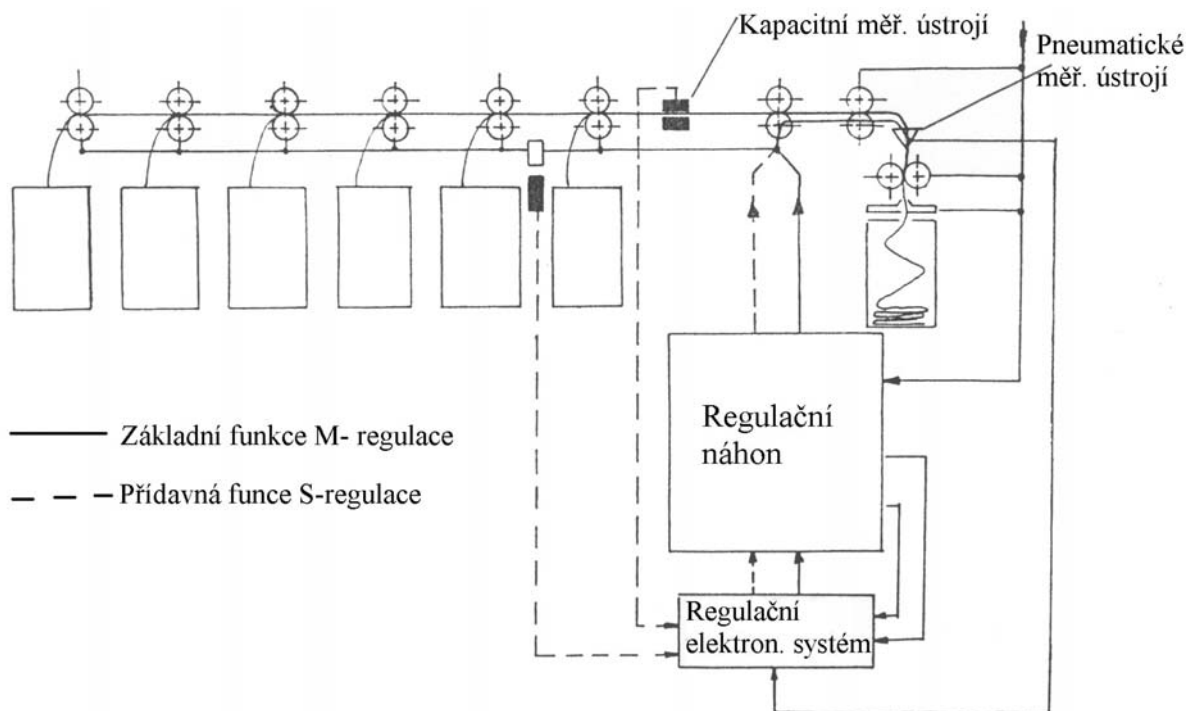 Kapacitní měř. ústrojí
Pneumatické
měř. ústrojí
Regulační
náhon
Základní funkce M- regulace
Přídavná funce S-regulace
Regulační
elektron. systém